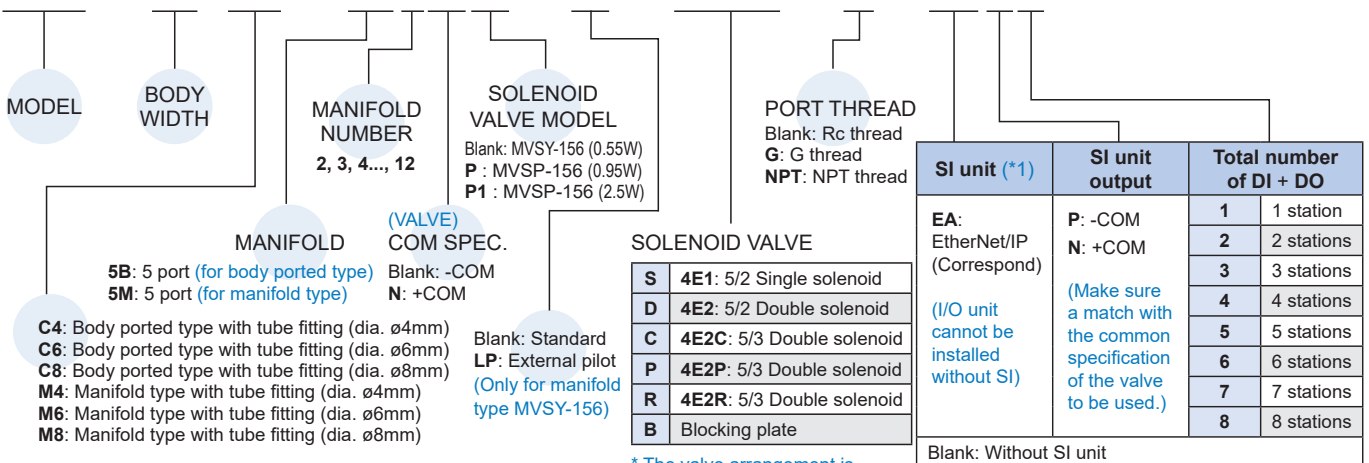 MODEL
BODY
WIDTH
MANIFOLD
NUMBER
2, 3, 4..., 12
SOLENOID
VALVE MODEL
Blank: MVSY-156 (0.55W)
P : MVSP-156 (0.95W)
P1 : MVSP-156 (2.5W)
PORT THREAD
Blank: Rc thread
G: G thread
NPT: NPT thread
MANIFOLD
5B: 5 port (for body ported type)
5M: 5 port (for manifold type)
(VALVE)
COM SPEC.
Blank: -COM
N: +COM
C4: Body ported type with tube fitting (dia. ø4mm)
C6: Body ported type with tube fitting (dia. ø6mm)
C8: Body ported type with tube fitting (dia. ø8mm)
M4: Manifold type with tube fitting (dia. ø4mm)
M6: Manifold type with tube fitting (dia. ø6mm)
M8: Manifold type with tube fitting (dia. ø8mm)
Blank: Standard
LP: External pilot
(Only for manifold
type MVSY-156)
SOLENOID VALVE
S 4E1: 5/2 Single solenoid
D 4E2: 5/2 Double solenoid
C 4E2C: 5/3 Double solenoid
P 4E2P: 5/3 Double solenoid
R 4E2R: 5/3 Double solenoid
B Blocking plate
* The valve arrangement is
SI unit (*1)
EA:
EtherNet/IP
(Correspond)
(I/O unit
cannot be
installed
without SI)
SI unit
output
P: -COM
N: +COM
(Make sure
a match with
the common
specification
of the valve
to be used.)
Total number
of DI + DO
1 1 station
2 2 stations
3 3 stations
4 4 stations
5 5 stations
6 6 stations
7 7 stations
8 8 stations
Blank: Without SI unit